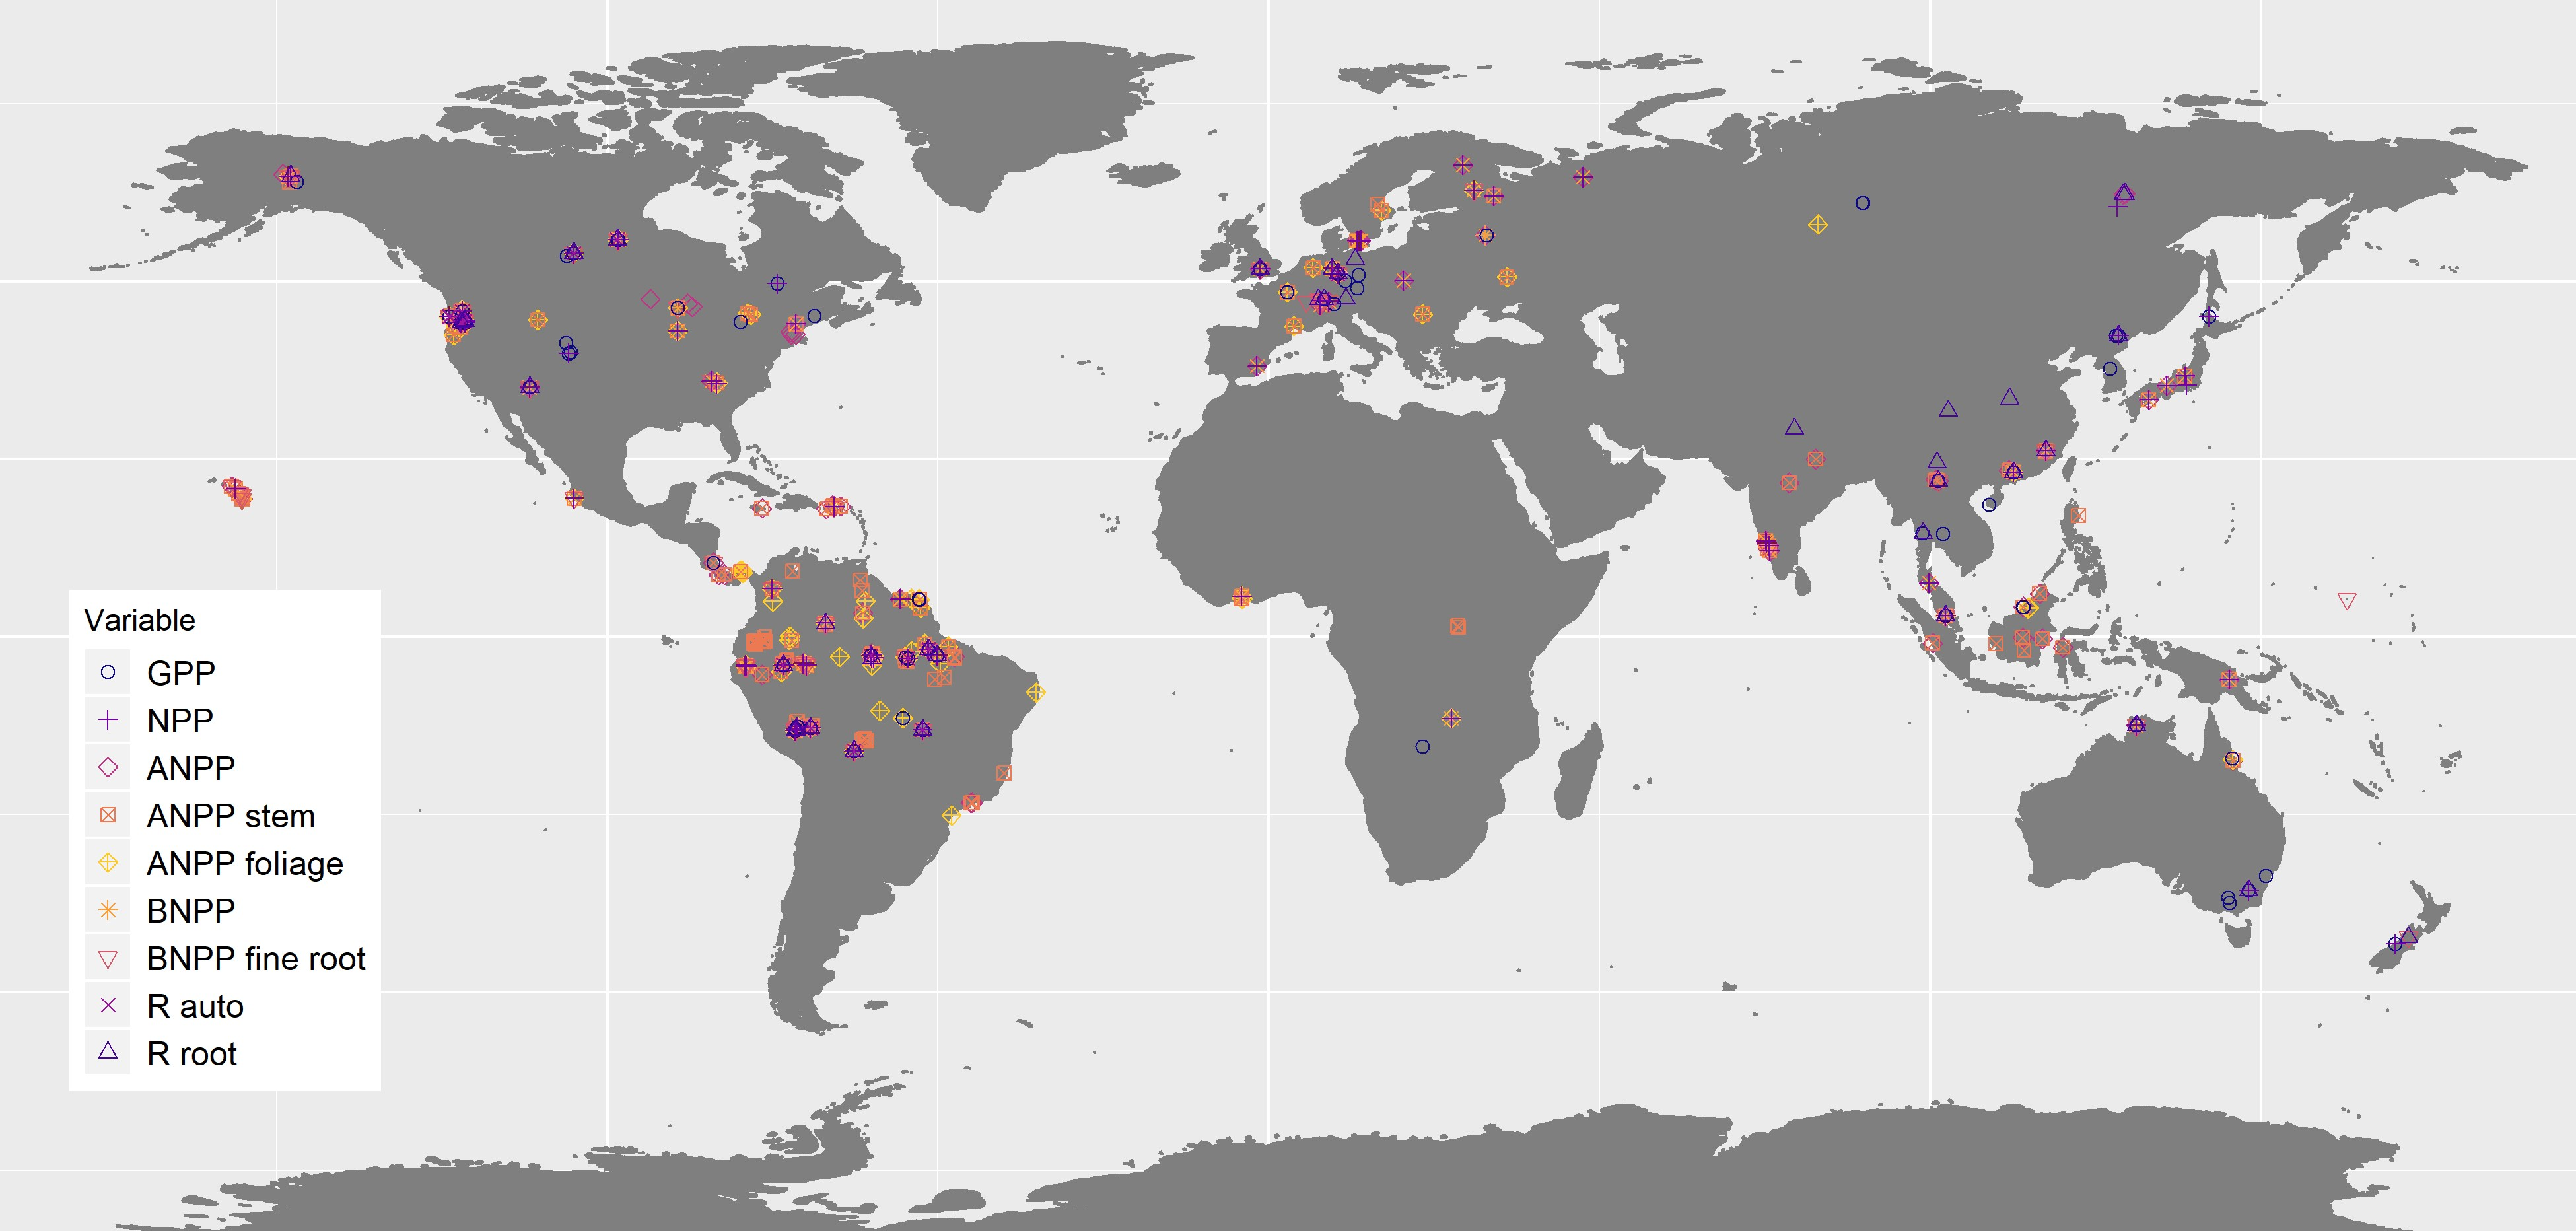 Variable
GPP
NPP
ANPP
ANPP stem
ANPP foliage
BNPP
BNPP fine root
R auto
R root